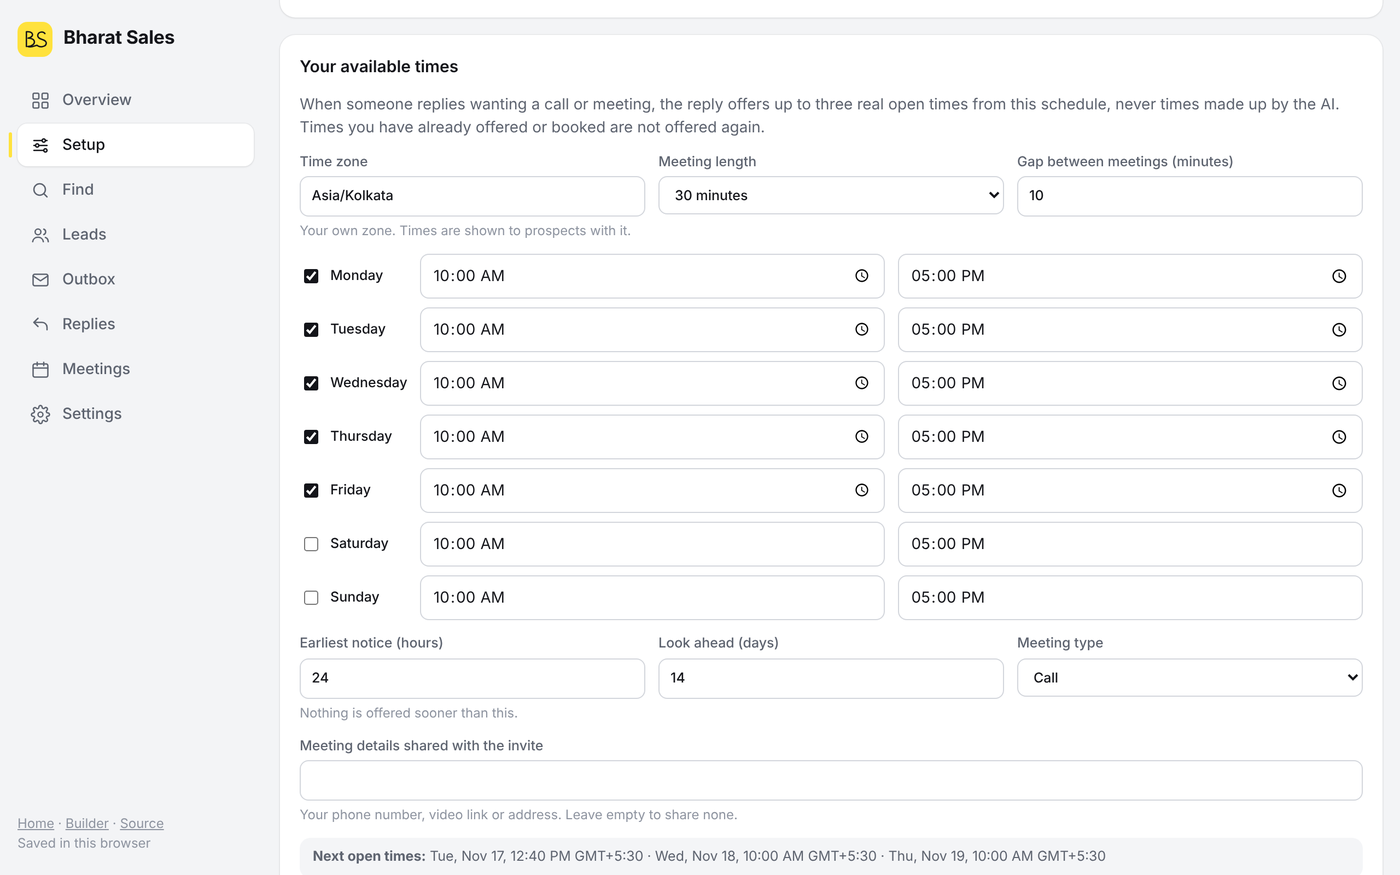 BS Bharat Sales
Overview
Setup
Find
Leads
Outbox
Replies
Meetings
Settings
Home · Builder · Source
Saved in this browser
Your available times
When someone replies wanting a call or meeting, the reply offers up to three real open times from this schedule, never times made up by the AI.
Times you have already offered or booked are not offered again.
Time zone Meeting length Gap between meetings (minutes)
Asia/Kolkata 30 minutes 10
Your own zone. Times are shown to prospects with it.
Monday 10:00 AM 05:00 PM
Tuesday 10:00 AM 05:00 PM
Wednesday 10:00 AM 05:00 PM
Thursday 10:00 AM 05:00 PM
Friday 10:00 AM 05:00 PM
Saturday 10:00 AM 05:00 PM
Sunday 10:00 AM 05:00 PM
Earliest notice (hours) Look ahead (days) Meeting type
24 14 Call
Nothing is offered sooner than this.
Meeting details shared with the invite
Your phone number, video link or address. Leave empty to share none.
Next open times: Tue, Nov 17, 12:40 PM GMT+5:30 · Wed, Nov 18, 10:00 AM GMT+5:30 · Thu, Nov 19, 10:00 AM GMT+5:30